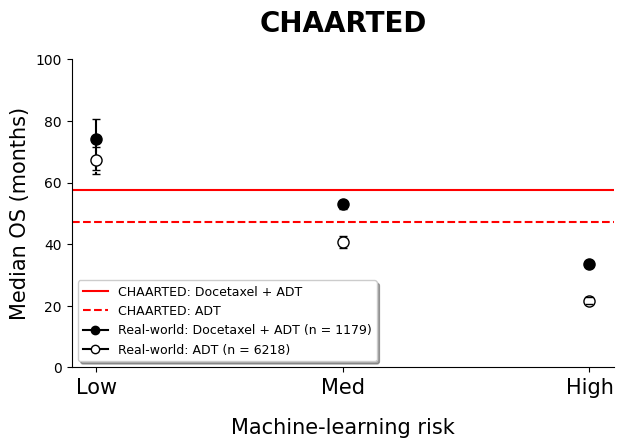 CHAARTED
Median OS (months)
100
80
60
40
20
0
CHAARTED: Docetaxel + ADT
CHAARTED: ADT
Real-world: Docetaxel + ADT (n = 1179)
Real-world: ADT (n = 6218)
Low Med High
Machine-learning risk